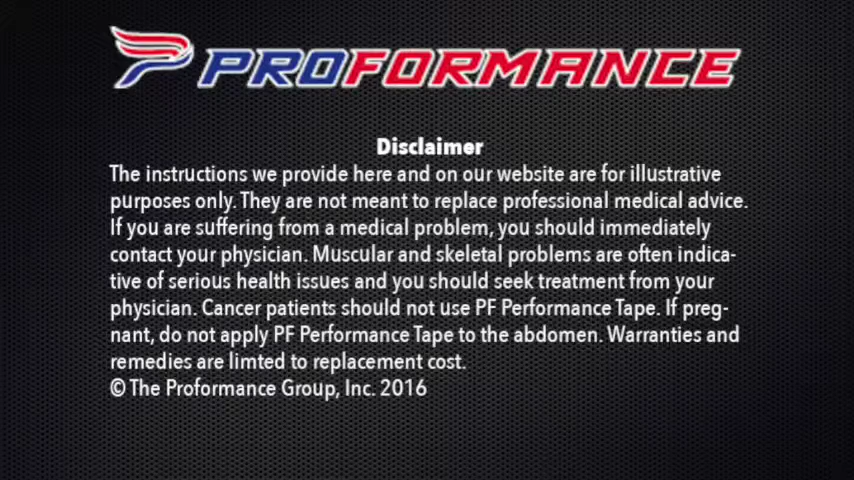 PROFORMANCE
Disclaimer
The instructions we provide here and on our website are for illustrative
purposes only. They are not meant to replace professional medical advice.
If you are suffering from a medical problem, you should immediately
contact your physician. Muscular and skeletal problems are often indica-
tive of serious health issues and you should seek treatment from your
physician. Cancer patients should not use PF Performance Tape. If preg-
nant, do not apply PF Performance Tape to the abdomen. Warranties and
remedies are limted to replacement cost.
© The Proformance Group, Inc. 2016